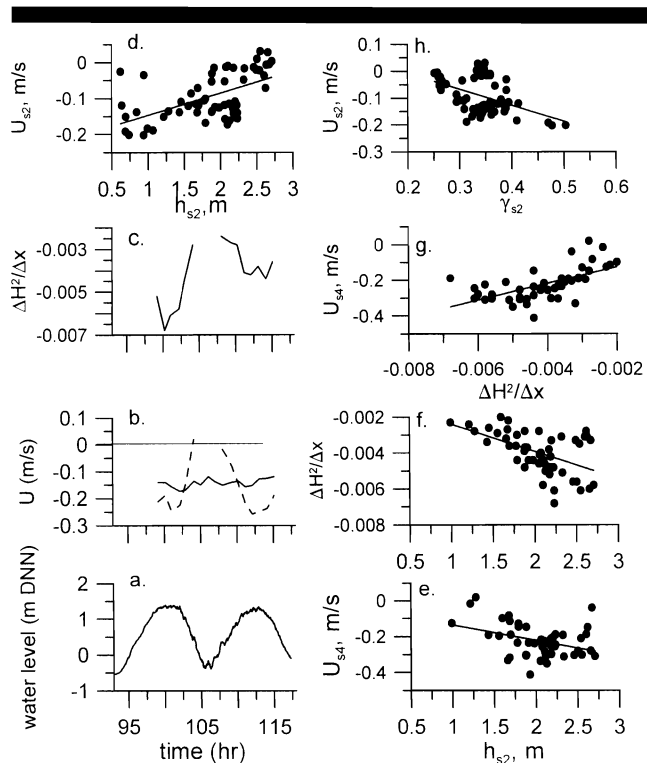 d.
U_s2, m/s
0
-0.1
-0.2
0.5 1 1.5 2 2.5 3
h_s2, m
h.
U_s2, m/s
0.1
0
-0.1
-0.2
-0.3
0.2 0.4 0.6
γ_s2
c.
ΔH²/Δx
-0.003
-0.005
-0.007
g.
U_s4, m/s
0
-0.2
-0.4
-0.008 -0.006 -0.004 -0.002
ΔH²/Δx
b.
U (m/s)
0.1
0
-0.1
-0.2
-0.3
f.
ΔH²/Δx
-0.002
-0.004
-0.006
-0.008
0.5 1 1.5 2 2.5 3
a.
water level (m DNN)
2
1
0
-1
95 105 115
time (hr)
e.
U_s4, m/s
0
-0.2
-0.4
0.5 1 1.5 2 2.5 3
h_s2, m